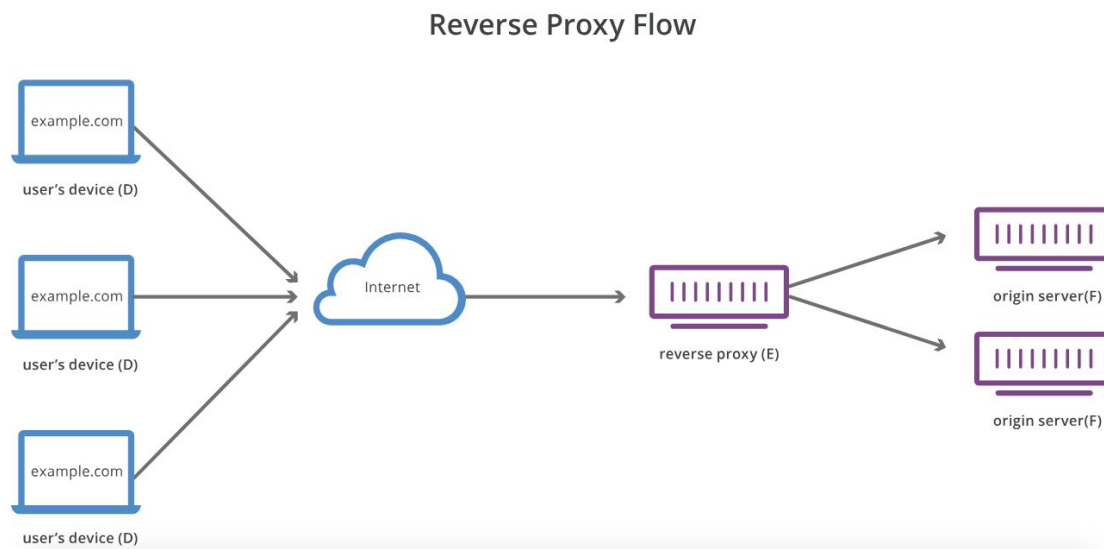 Reverse Proxy Flow
example.com
user’s device (D)
example.com
user’s device (D)
example.com
user’s device (D)
Internet
reverse proxy (E)
origin server(F)
origin server(F)